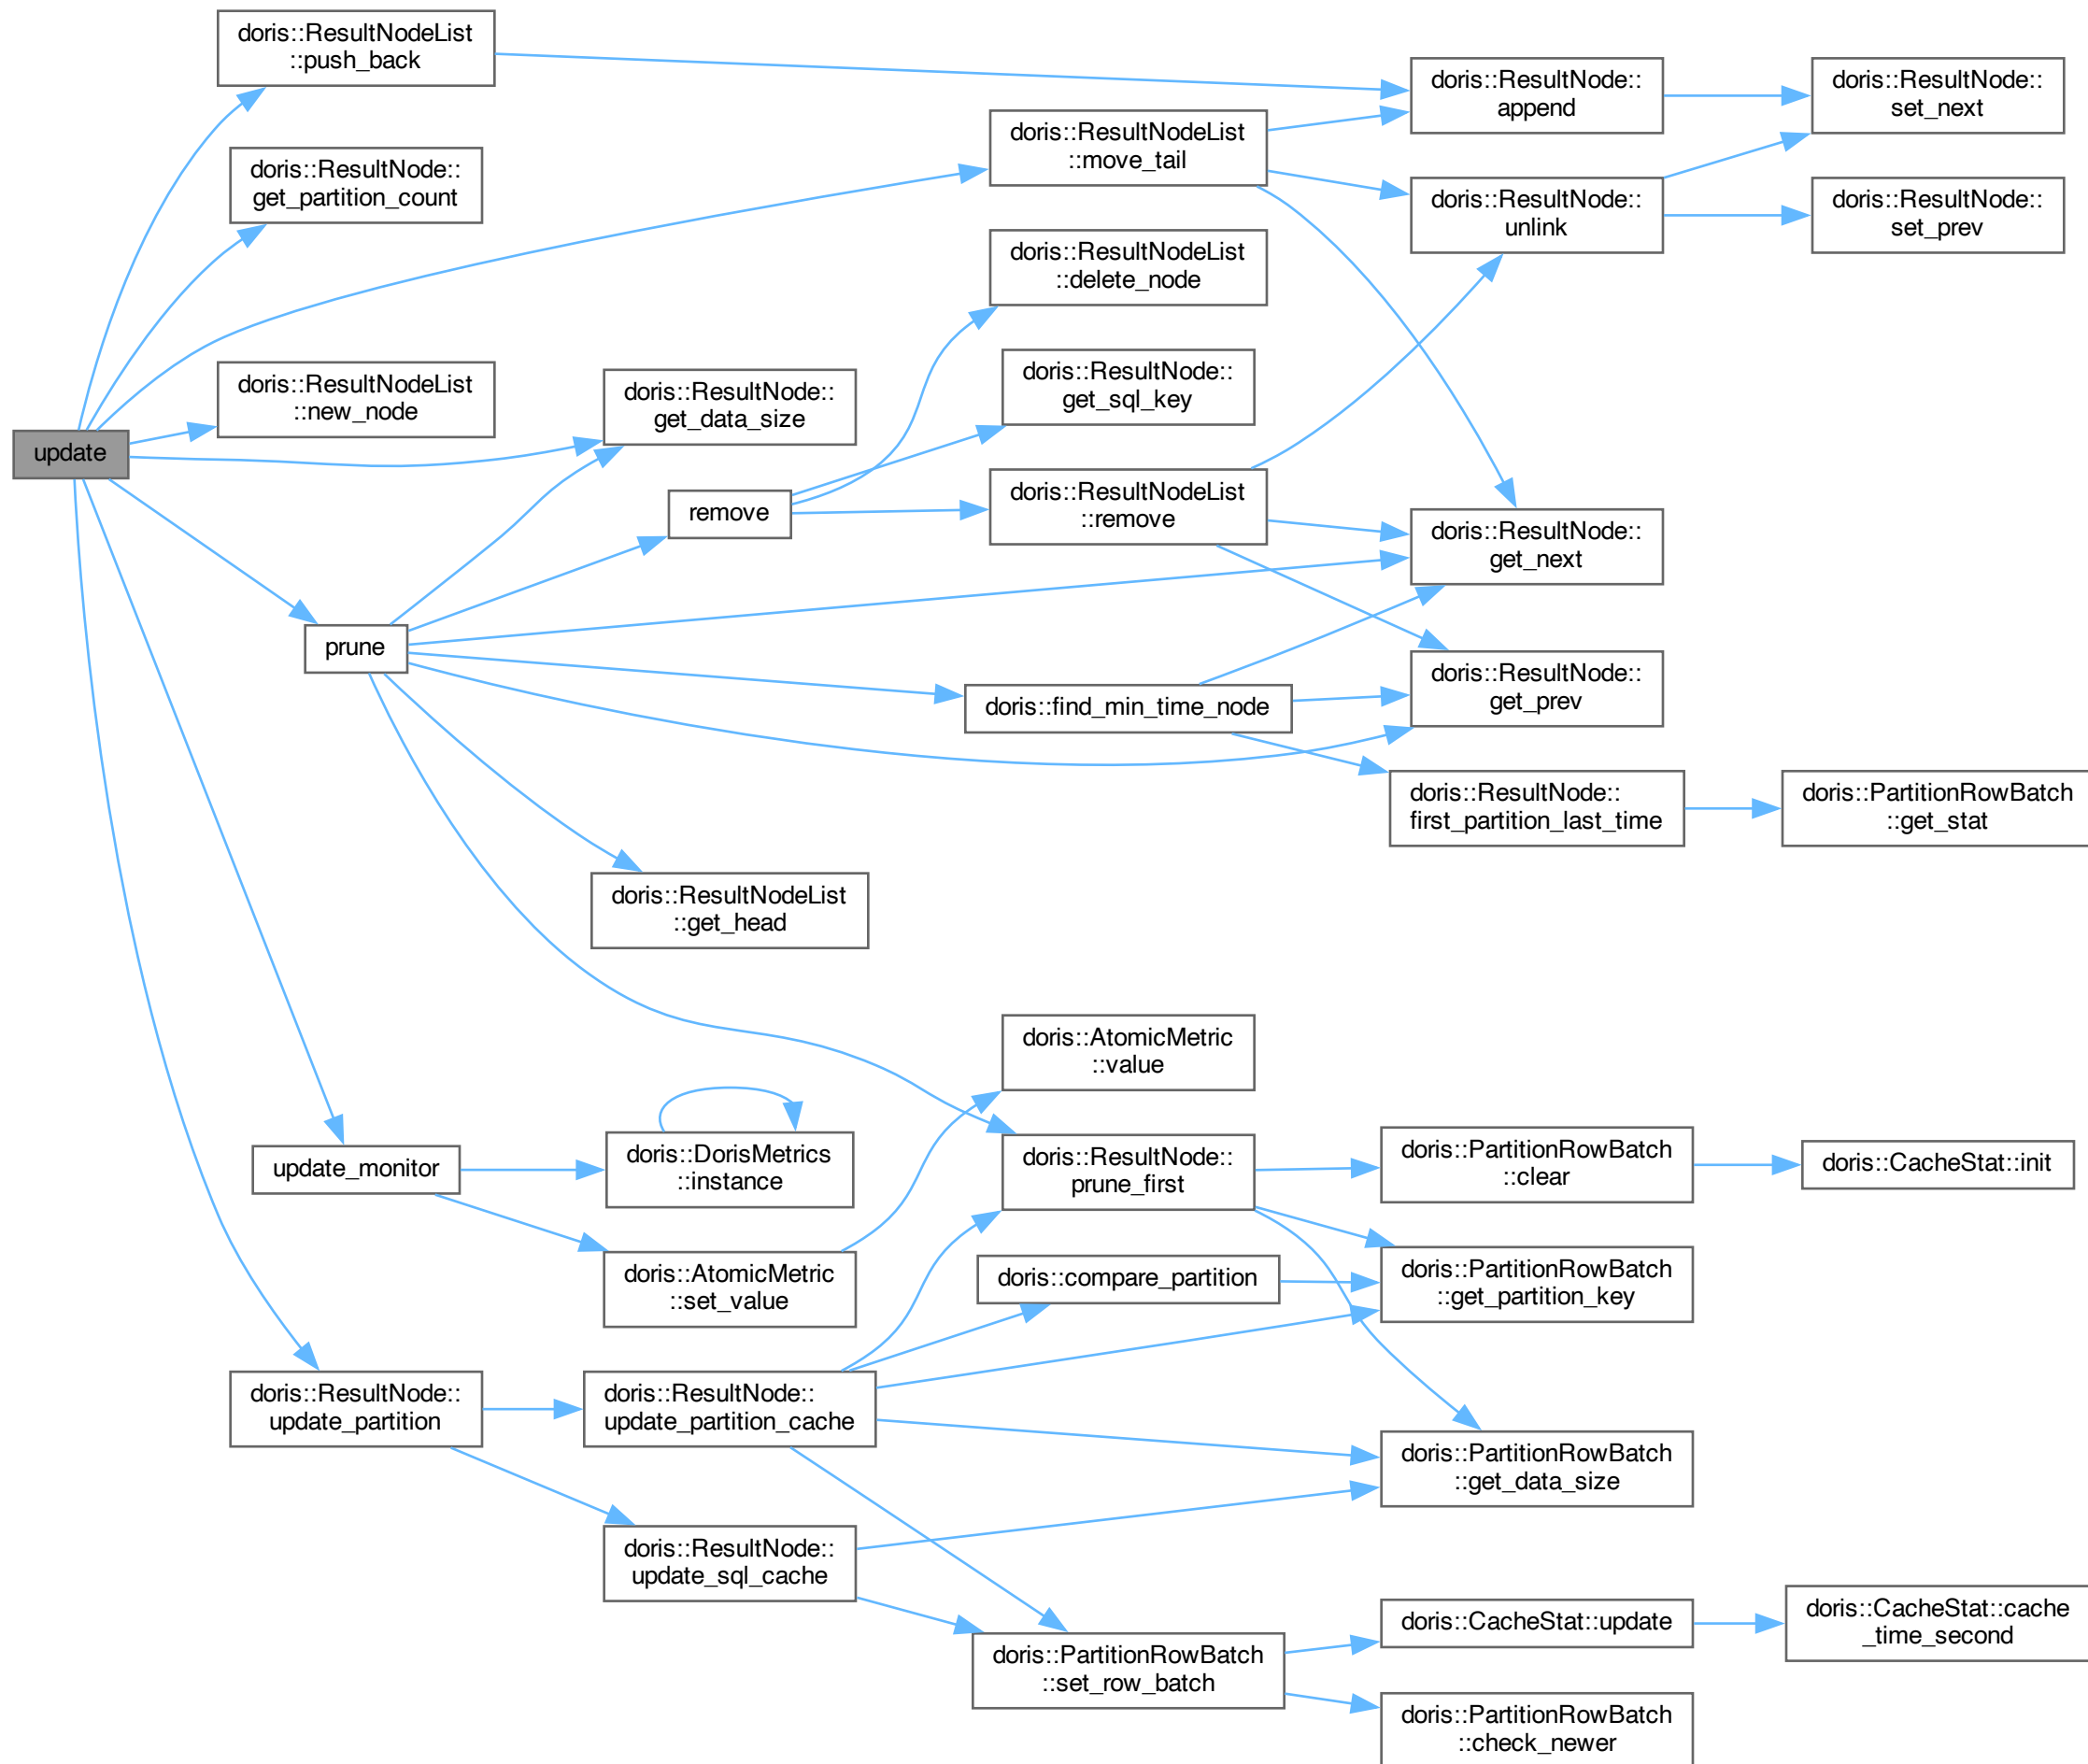 doris::ResultNodeList
::push_back
doris::ResultNode::
append
doris::ResultNode::
set_next
doris::ResultNodeList
::move_tail
doris::ResultNode::
get_partition_count
doris::ResultNode::
unlink
doris::ResultNode::
set_prev
doris::ResultNodeList
::delete_node
doris::ResultNodeList
::new_node
doris::ResultNode::
get_data_size
doris::ResultNode::
get_sql_key
update
remove
doris::ResultNodeList
::remove
doris::ResultNode::
get_next
prune
doris::find_min_time_node
doris::ResultNode::
get_prev
doris::ResultNode::
first_partition_last_time
doris::PartitionRowBatch
::get_stat
doris::ResultNodeList
::get_head
doris::AtomicMetric
::value
update_monitor
doris::DorisMetrics
::instance
doris::ResultNode::
prune_first
doris::PartitionRowBatch
::clear
doris::CacheStat::init
doris::AtomicMetric
::set_value
doris::compare_partition
doris::PartitionRowBatch
::get_partition_key
doris::ResultNode::
update_partition
doris::ResultNode::
update_partition_cache
doris::PartitionRowBatch
::get_data_size
doris::ResultNode::
update_sql_cache
doris::PartitionRowBatch
::set_row_batch
doris::CacheStat::update
doris::CacheStat::cache
_time_second
doris::PartitionRowBatch
::check_newer